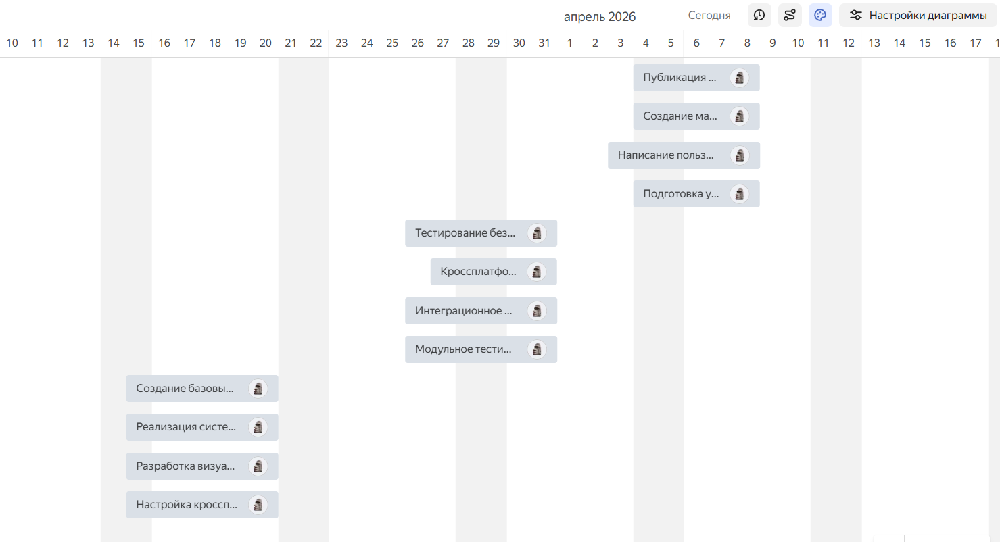 апрель 2026 Сегодня Настройки диаграммы
10 11 12 13 14 15 16 17 18 19 20 21 22 23 24 25 26 27 28 29 30 31 1 2 3 4 5 6 7 8 9 10 11 12 13 14 15 16 17
Публикация ...
Создание ма...
Написание польз...
Подготовка у...
Тестирование без...
Кроссплатфо...
Интеграционное ...
Модульное тести...
Создание базовы...
Реализация систе...
Разработка визуа...
Настройка кроссп...